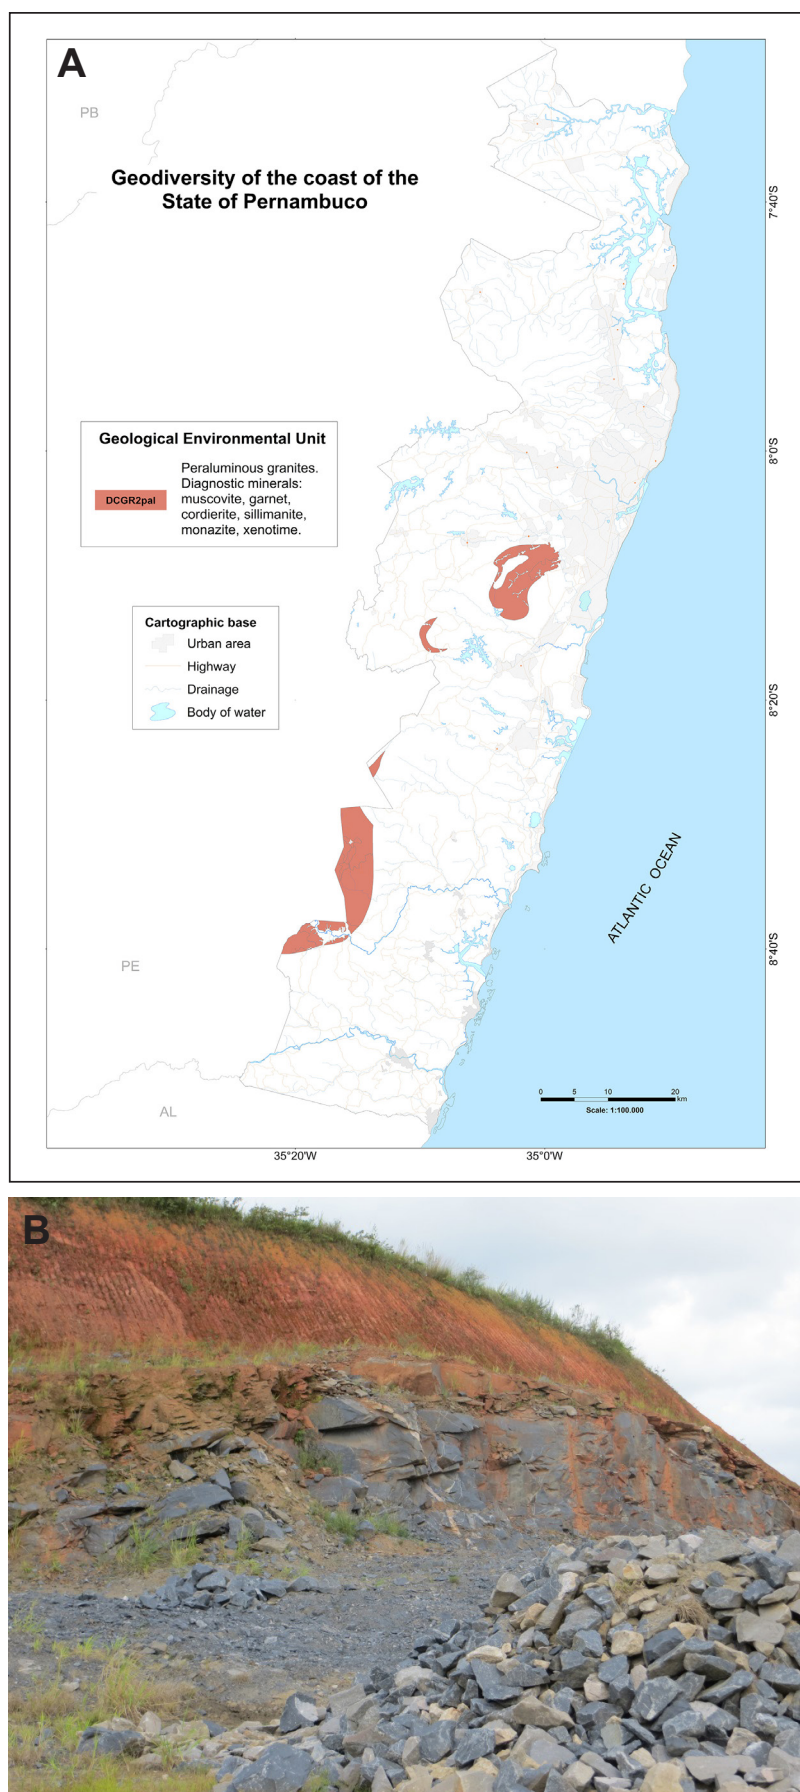 A
PB
Geodiversity of the coast of the
State of Pernambuco
7°40'S
8°0'S
Geological Environmental Unit
DCGR2pal
Peraluminous granites.
Diagnostic minerals:
muscovite, garnet,
cordierite, sillimanite,
monazite, xenotime.
Cartographic base
Urban area
Highway
Drainage
Body of water
8°20'S
ATLANTIC OCEAN
8°40'S
PE
AL
0 5 10 20
km
Scale: 1:100.000
35°20'W
35°0'W
B